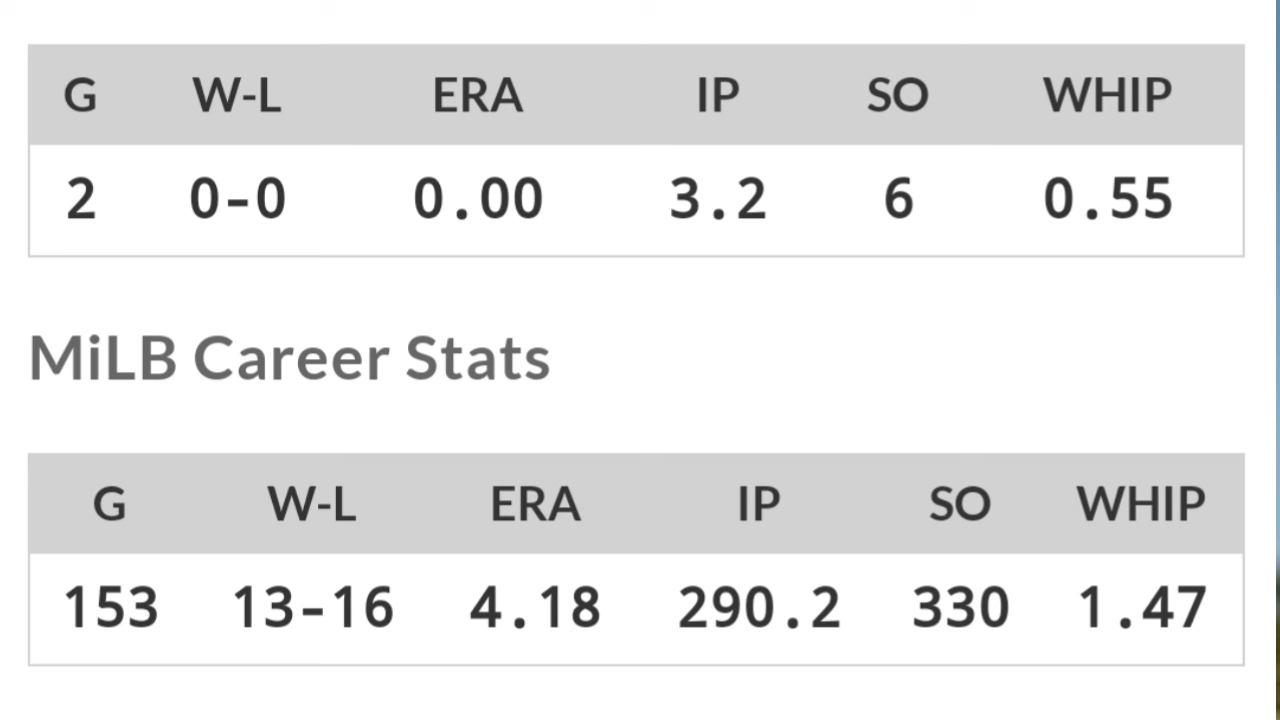 G W-L ERA IP SO WHIP
2 0-0 0.00 3.2 6 0.55
MiLB Career Stats
G W-L ERA IP SO WHIP
153 13-16 4.18 290.2 330 1.47